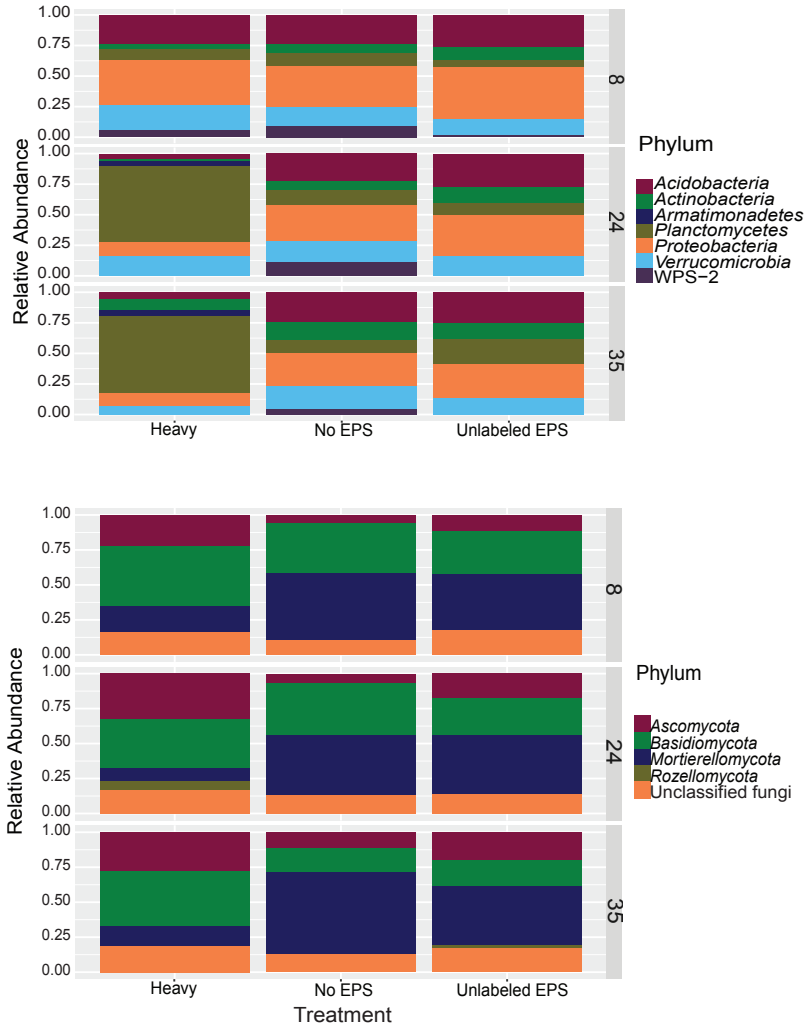 Relative Abundance
1.00
0.75
0.50
0.25
0.00
8
1.00
0.75
0.50
0.25
0.00
24
1.00
0.75
0.50
0.25
0.00
35
Heavy No EPS Unlabeled EPS
Phylum
Acidobacteria
Actinobacteria
Armatimonadetes
Planctomycetes
Proteobacteria
Verrucomicrobia
WPS−2
Relative Abundance
1.00
0.75
0.50
0.25
0.00
8
1.00
0.75
0.50
0.25
0.00
24
1.00
0.75
0.50
0.25
0.00
35
Heavy No EPS Unlabeled EPS
Treatment
Phylum
Ascomycota
Basidiomycota
Mortierellomycota
Rozellomycota
Unclassified fungi